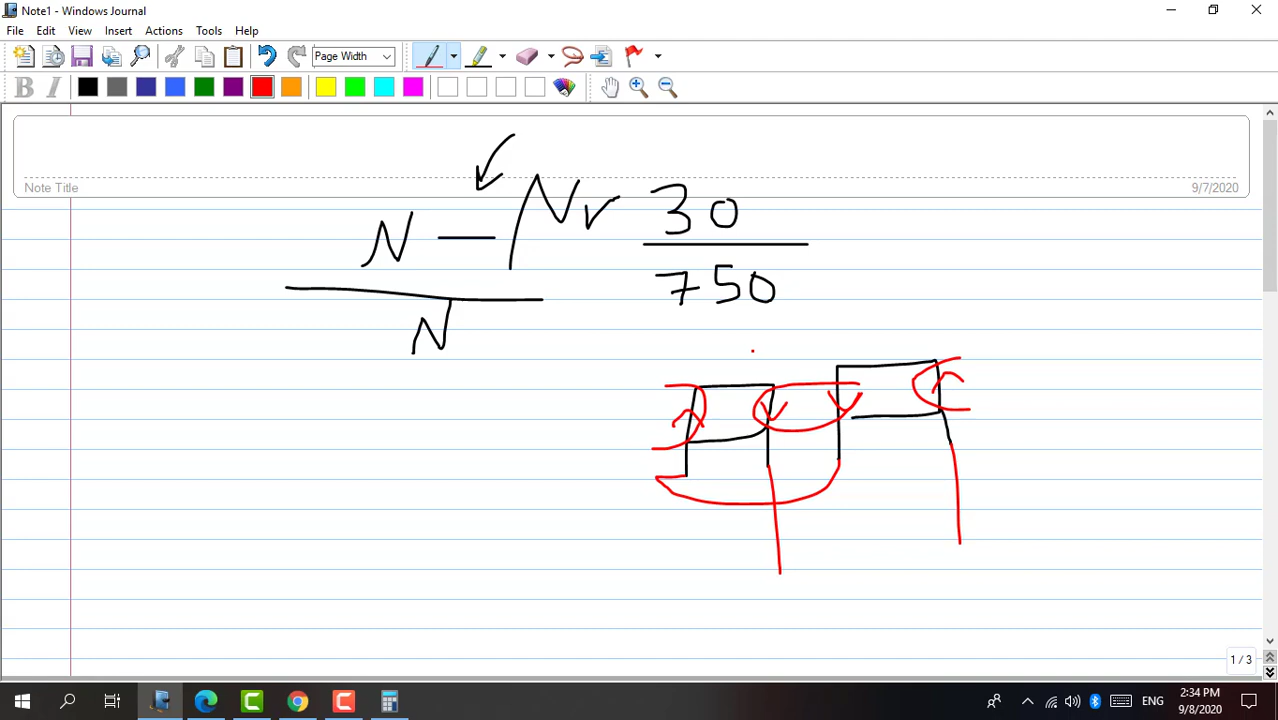 Note1 - Windows Journal
File Edit View Insert Actions Tools Help
Page Width
B I
Note Title
9/7/2020
N — Nr
N
30
750
1 / 3
ENG
2:34 PM
9/8/2020